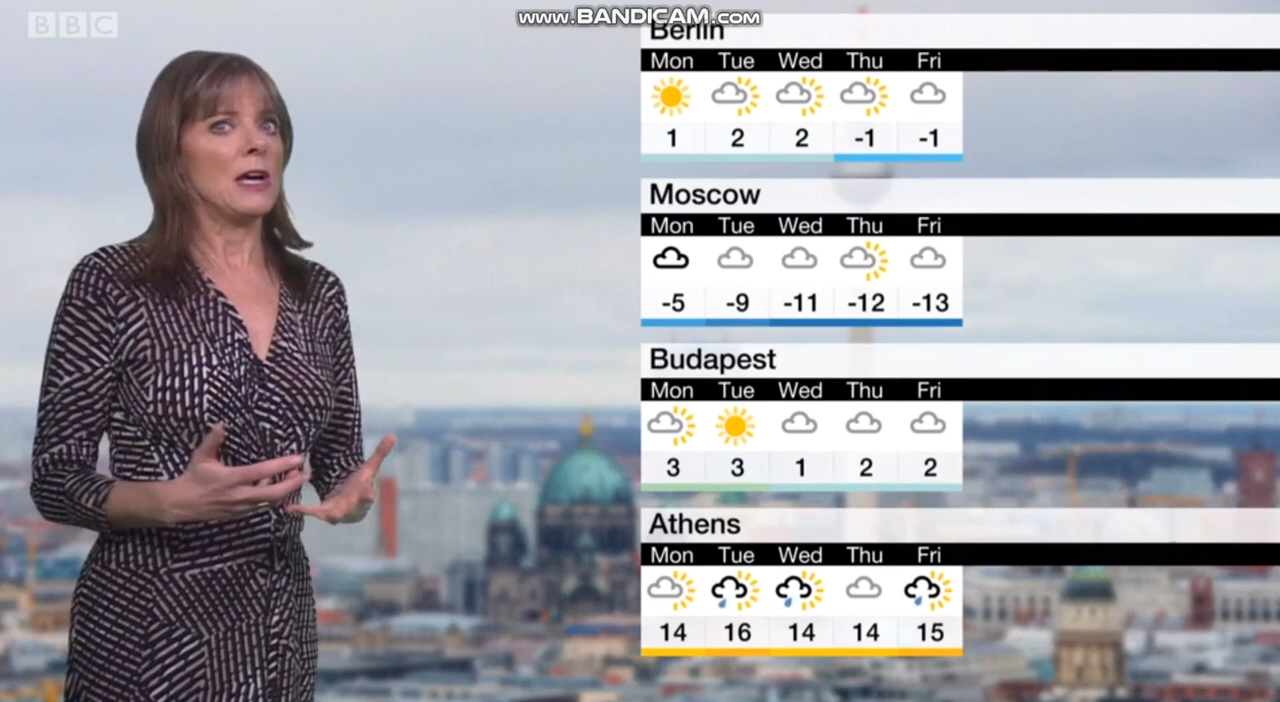 BBC
www.BANDICAM.com
Berlin
Mon Tue Wed Thu Fri
1 2 2 -1 -1
Moscow
Mon Tue Wed Thu Fri
-5 -9 -11 -12 -13
Budapest
Mon Tue Wed Thu Fri
3 3 1 2 2
Athens
Mon Tue Wed Thu Fri
14 16 14 14 15